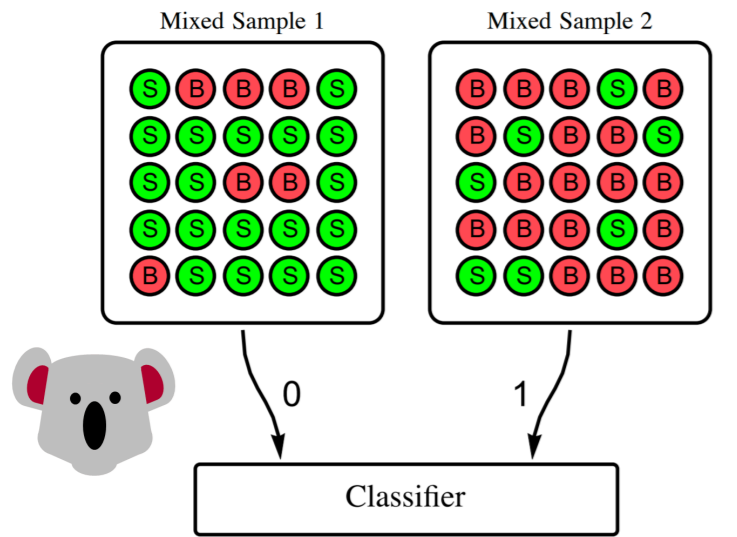 Mixed Sample 1
Mixed Sample 2
S B B B S
B B B S B
S S S S S
B S B B S
S S B B S
S B B B B
S S S S S
B B B S B
B S S S S
S S B B B
0
1
Classifier